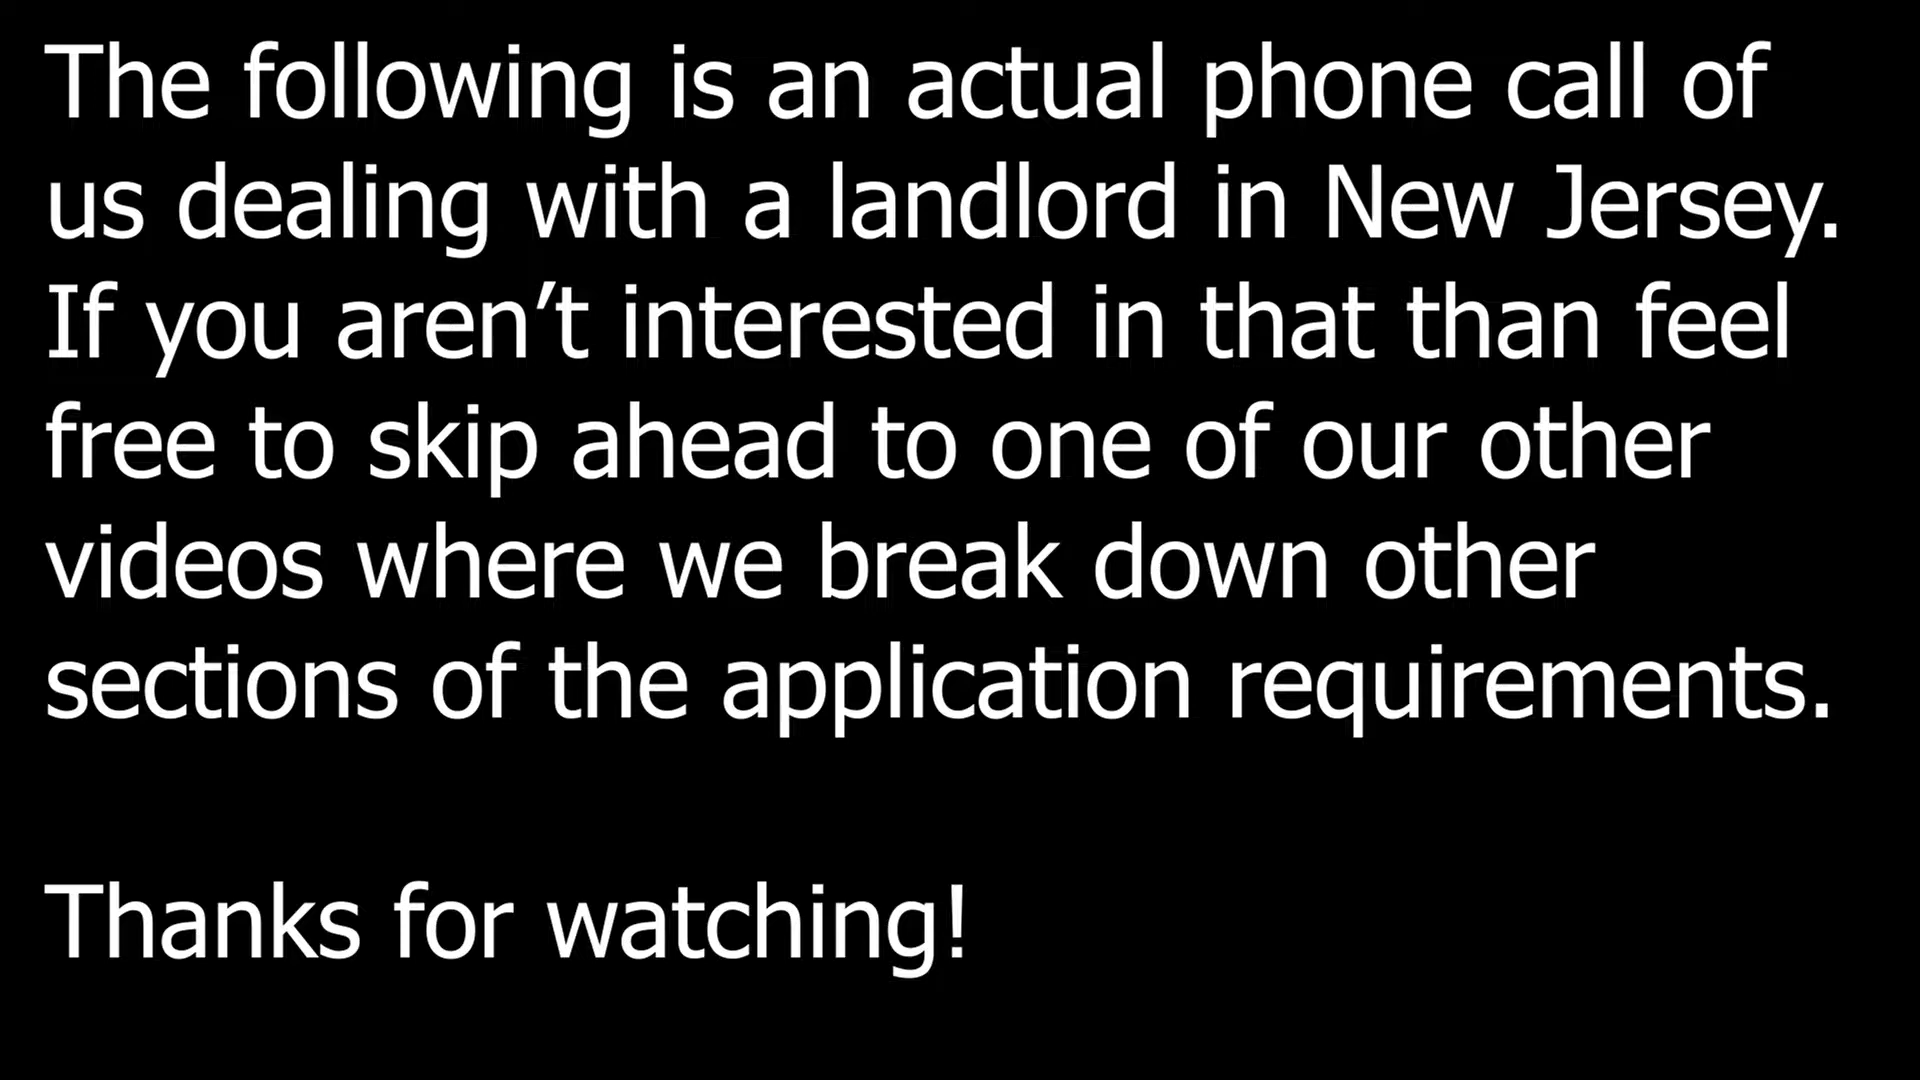 The following is an actual phone call of
us dealing with a landlord in New Jersey.
If you aren’t interested in that than feel
free to skip ahead to one of our other
videos where we break down other
sections of the application requirements.
Thanks for watching!